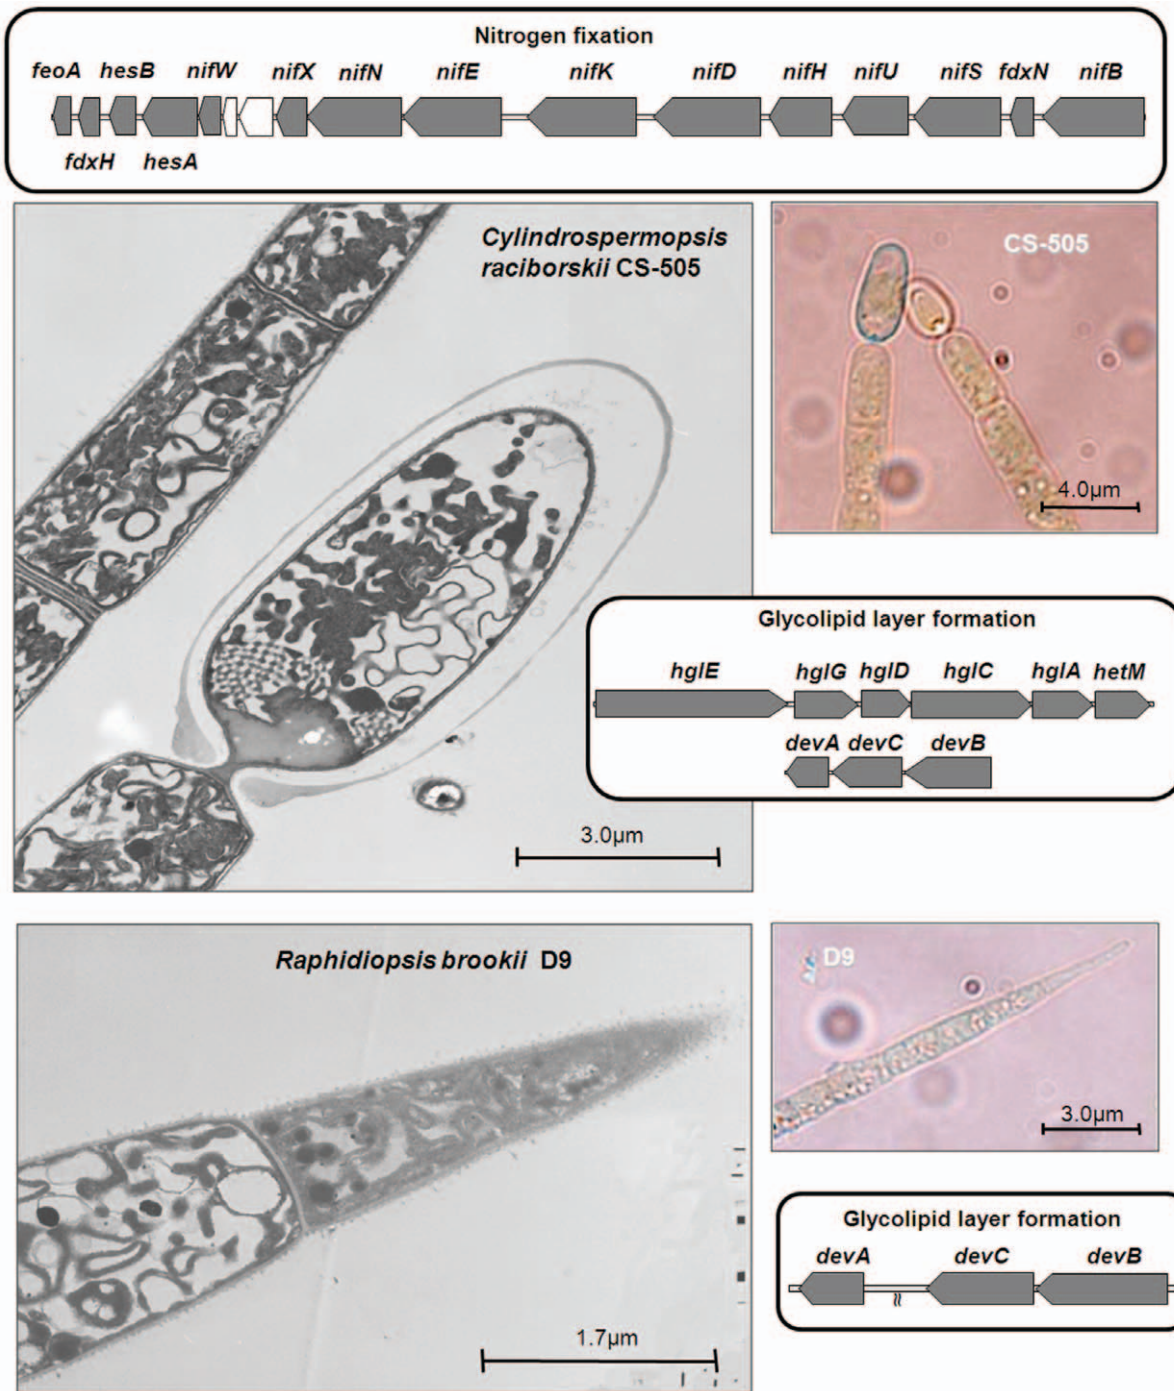 Nitrogen fixation
feoA hesB nifW nifX nifN nifE nifK nifD nifH nifU nifS fdxN nifB
fdxH hesA
Cylindrospermopsis
raciborskii CS-505
3.0µm
CS-505
4.0µm
Glycolipid layer formation
hglE hglG hglD hglC hglA hetM
devA devC devB
Raphidiopsis brookii D9
1.7µm
D9
3.0µm
Glycolipid layer formation
devA devC devB
≈